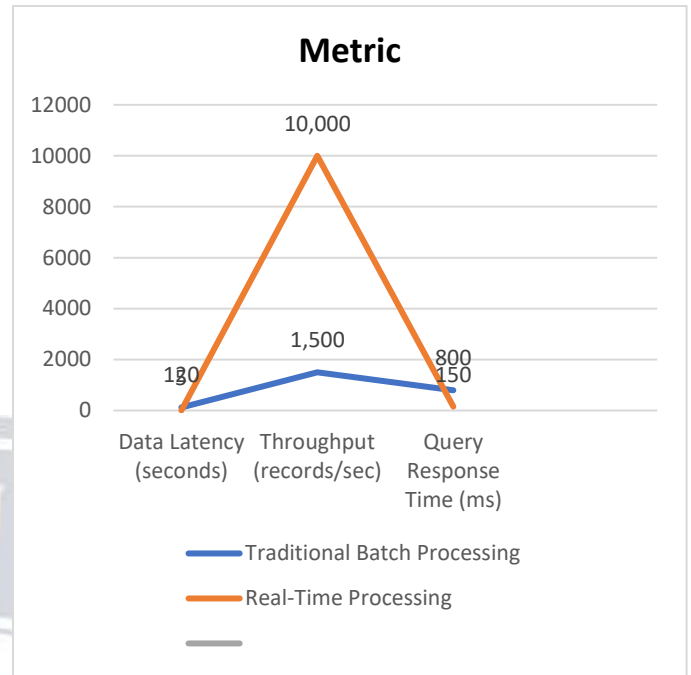 Metric
12000
10000
8000
6000
4000
2000
0
10,000
1,500
800
150
Data Latency (seconds)
Throughput (records/sec)
Query Response Time (ms)
Traditional Batch Processing
Real-Time Processing